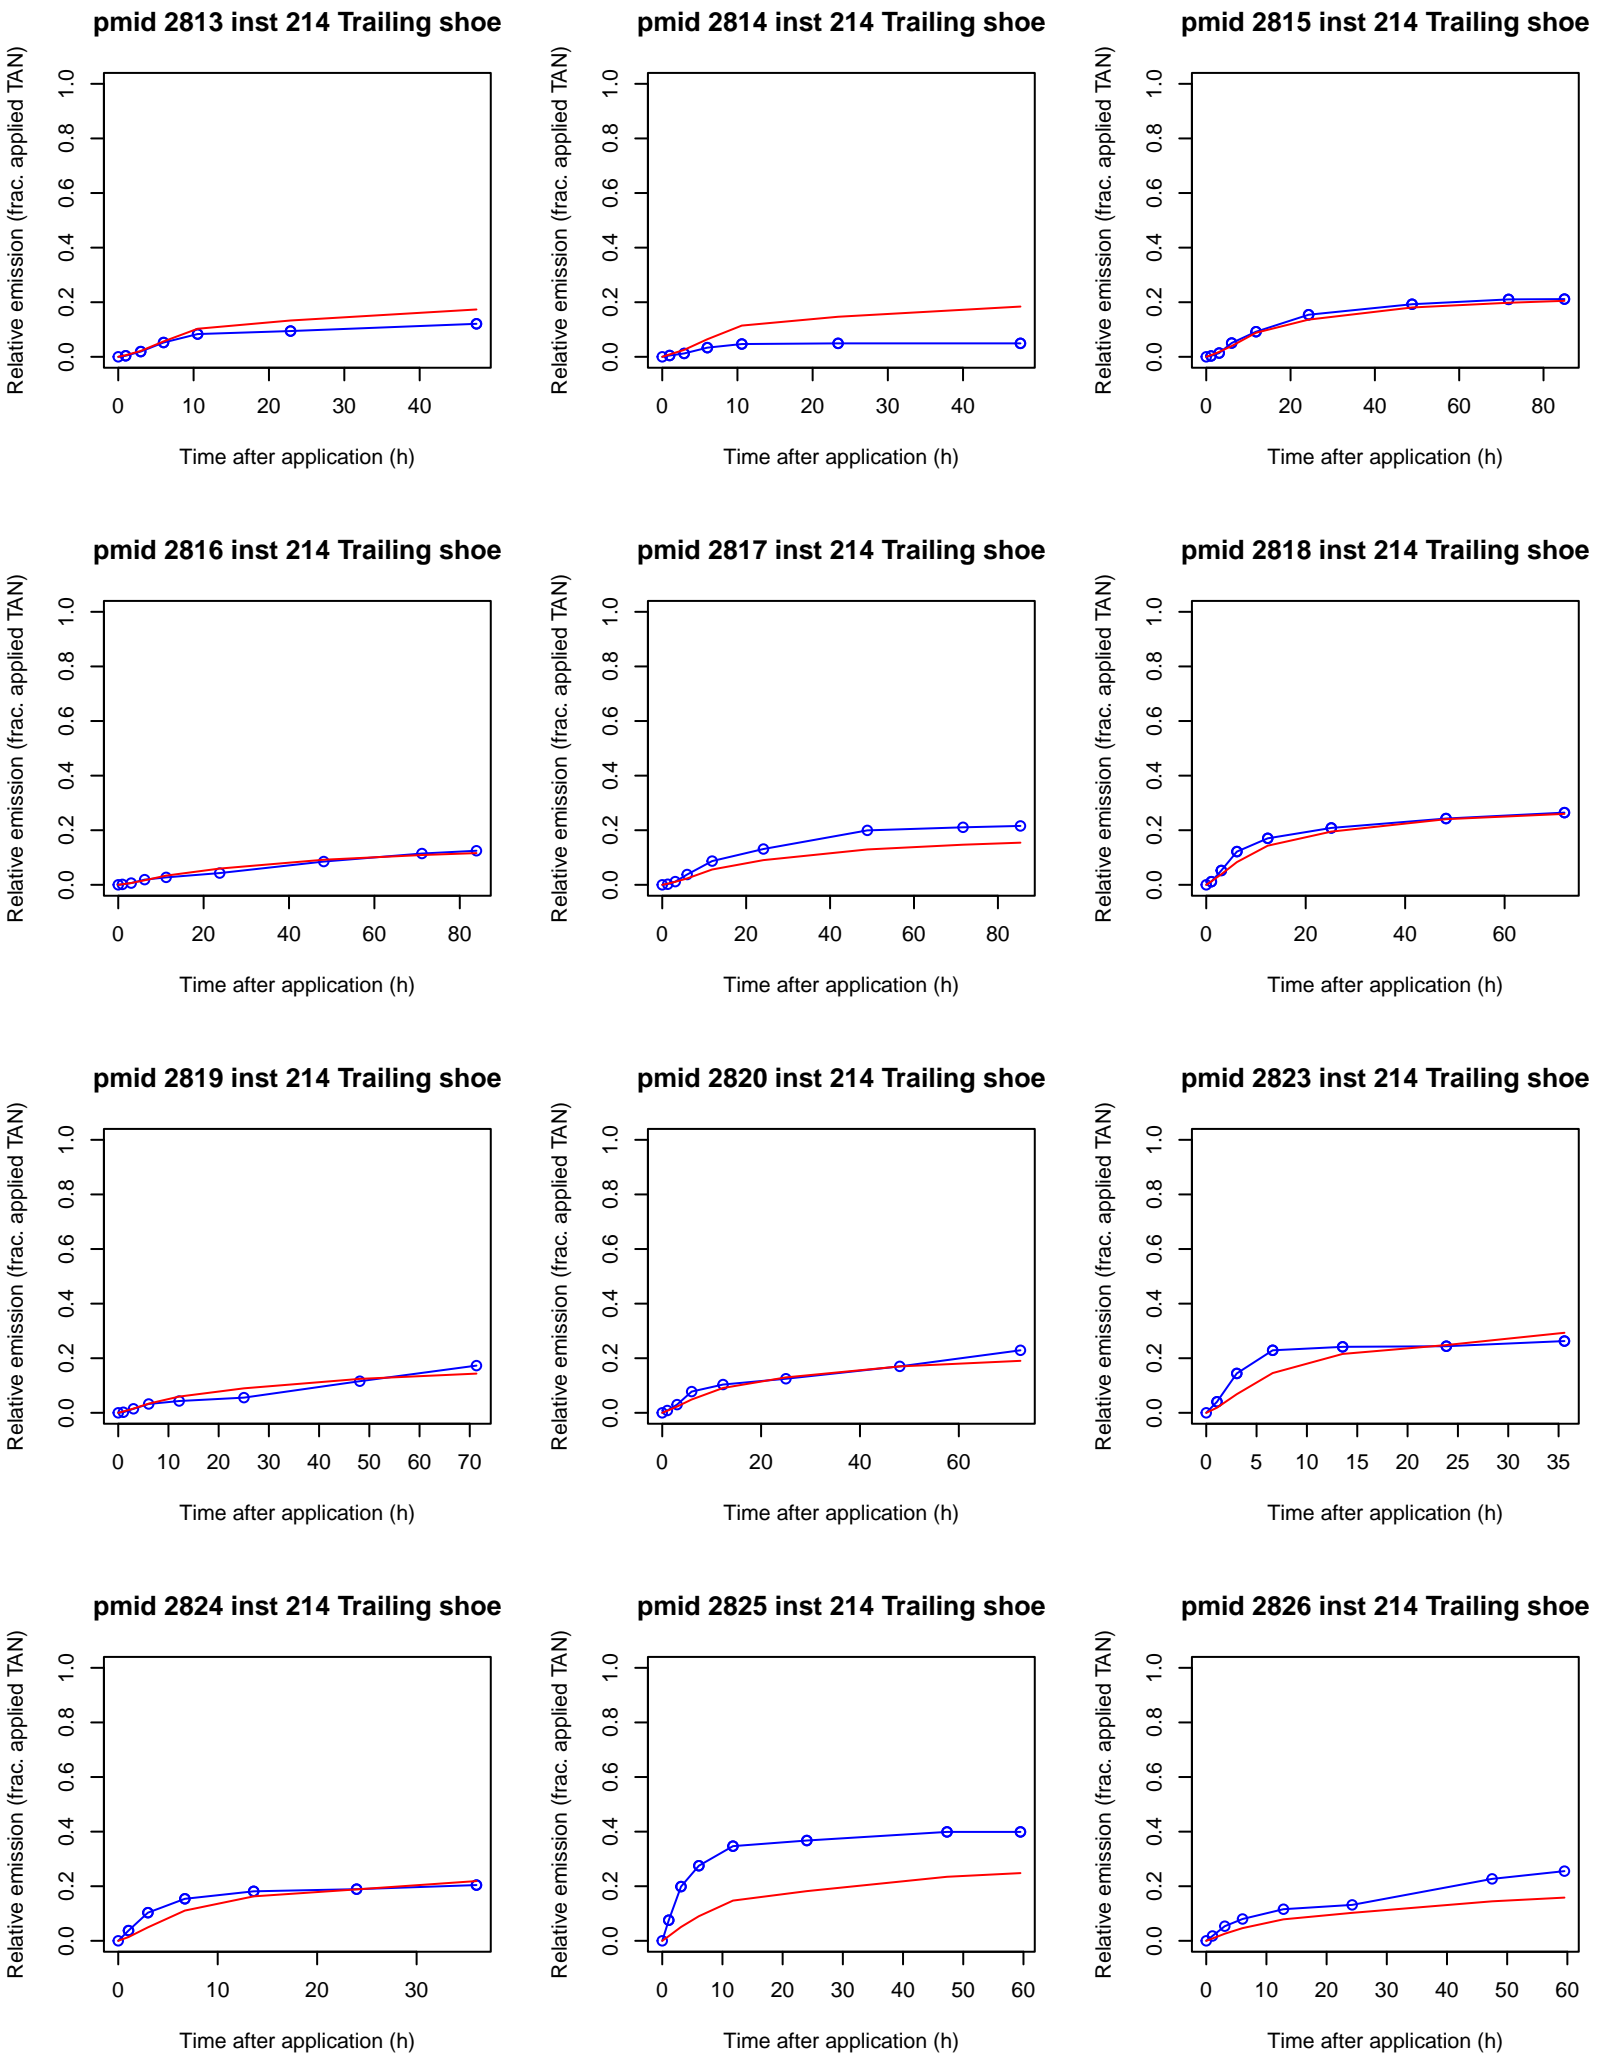 pmid 2813 inst 214 Trailing shoe
Relative emission (frac. applied TAN)
1.0
0.8
0.6
0.4
0.2
0.0
0 10 20 30 40
Time after application (h)
pmid 2814 inst 214 Trailing shoe
Relative emission (frac. applied TAN)
1.0
0.8
0.6
0.4
0.2
0.0
0 10 20 30 40
Time after application (h)
pmid 2815 inst 214 Trailing shoe
Relative emission (frac. applied TAN)
1.0
0.8
0.6
0.4
0.2
0.0
0 20 40 60 80
Time after application (h)
pmid 2816 inst 214 Trailing shoe
Relative emission (frac. applied TAN)
1.0
0.8
0.6
0.4
0.2
0.0
0 20 40 60 80
Time after application (h)
pmid 2817 inst 214 Trailing shoe
Relative emission (frac. applied TAN)
1.0
0.8
0.6
0.4
0.2
0.0
0 20 40 60 80
Time after application (h)
pmid 2818 inst 214 Trailing shoe
Relative emission (frac. applied TAN)
1.0
0.8
0.6
0.4
0.2
0.0
0 20 40 60
Time after application (h)
pmid 2819 inst 214 Trailing shoe
Relative emission (frac. applied TAN)
1.0
0.8
0.6
0.4
0.2
0.0
0 10 20 30 40 50 60 70
Time after application (h)
pmid 2820 inst 214 Trailing shoe
Relative emission (frac. applied TAN)
1.0
0.8
0.6
0.4
0.2
0.0
0 20 40 60
Time after application (h)
pmid 2823 inst 214 Trailing shoe
Relative emission (frac. applied TAN)
1.0
0.8
0.6
0.4
0.2
0.0
0 5 10 15 20 25 30 35
Time after application (h)
pmid 2824 inst 214 Trailing shoe
Relative emission (frac. applied TAN)
1.0
0.8
0.6
0.4
0.2
0.0
0 10 20 30
Time after application (h)
pmid 2825 inst 214 Trailing shoe
Relative emission (frac. applied TAN)
1.0
0.8
0.6
0.4
0.2
0.0
0 10 20 30 40 50 60
Time after application (h)
pmid 2826 inst 214 Trailing shoe
Relative emission (frac. applied TAN)
1.0
0.8
0.6
0.4
0.2
0.0
0 10 20 30 40 50 60
Time after application (h)